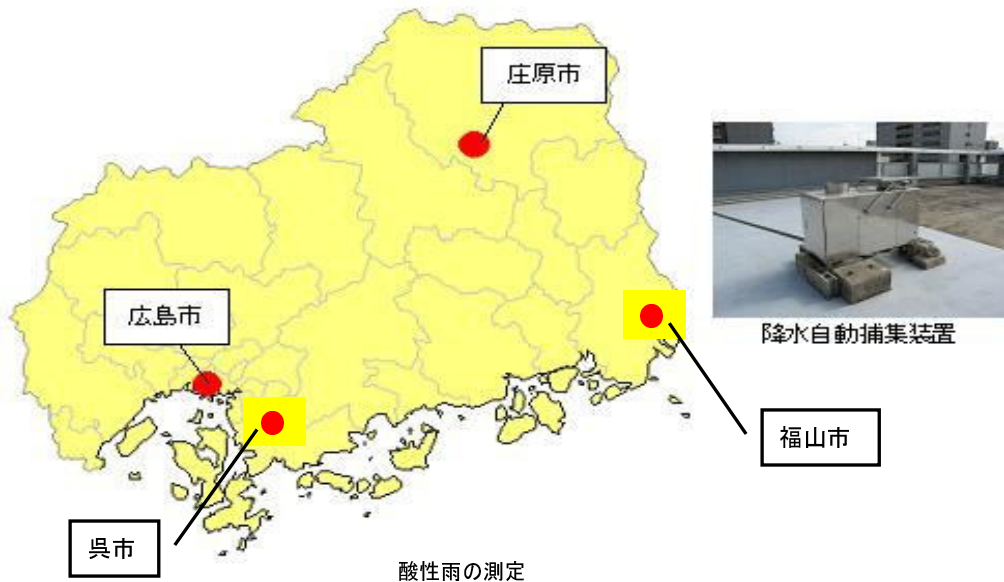 庄原市
広島市
降水自動捕集装置
福山市
呉市
酸性雨の測定